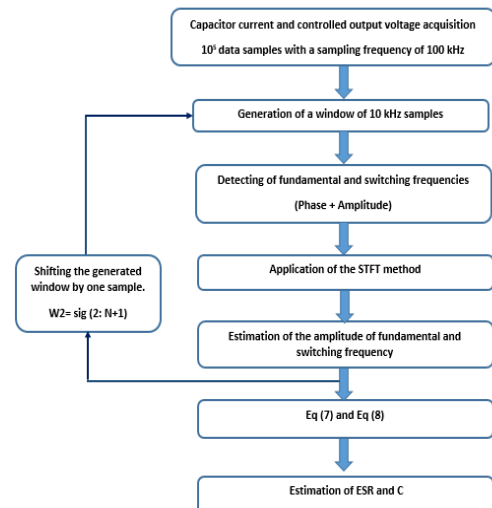 Capacitor current and controlled output voltage acquisition
10⁵ data samples with a sampling frequency of 100 kHz
Generation of a window of 10 kHz samples
Detecting of fundamental and switching frequencies
(Phase + Amplitude)
Shifting the generated
window by one sample.
W2= sig (2: N+1)
Application of the STFT method
Estimation of the amplitude of fundamental and
switching frequency
Eq (7) and Eq (8)
Estimation of ESR and C